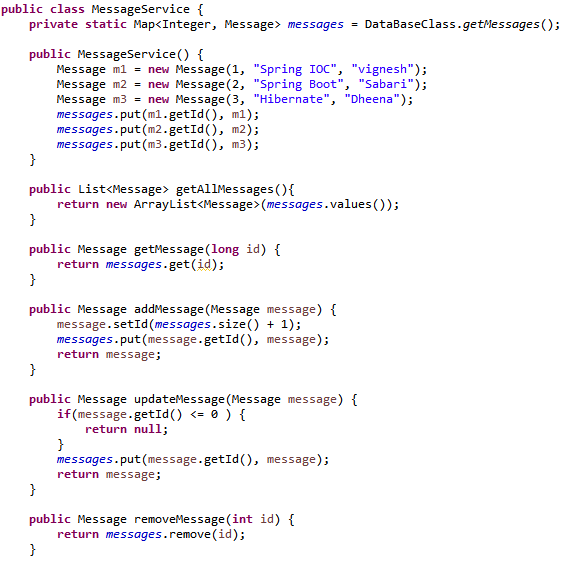 public class MessageService {
    private static Map<Integer, Message> messages = DataBaseClass.getMessages();

    public MessageService() {
        Message m1 = new Message(1, "Spring IOC", "vignesh");
        Message m2 = new Message(2, "Spring Boot", "Sabari");
        Message m3 = new Message(3, "Hibernate", "Dheena");
        messages.put(m1.getId(), m1);
        messages.put(m2.getId(), m2);
        messages.put(m3.getId(), m3);
    }

    public List<Message> getAllMessages(){
        return new ArrayList<Message>(messages.values());
    }

    public Message getMessage(long id) {
        return messages.get(id);
    }

    public Message addMessage(Message message) {
        message.setId(messages.size() + 1);
        messages.put(message.getId(), message);
        return message;
    }

    public Message updateMessage(Message message) {
        if(message.getId() <= 0 ) {
            return null;
        }
        messages.put(message.getId(), message);
        return message;
    }

    public Message removeMessage(int id) {
        return messages.remove(id);
    }